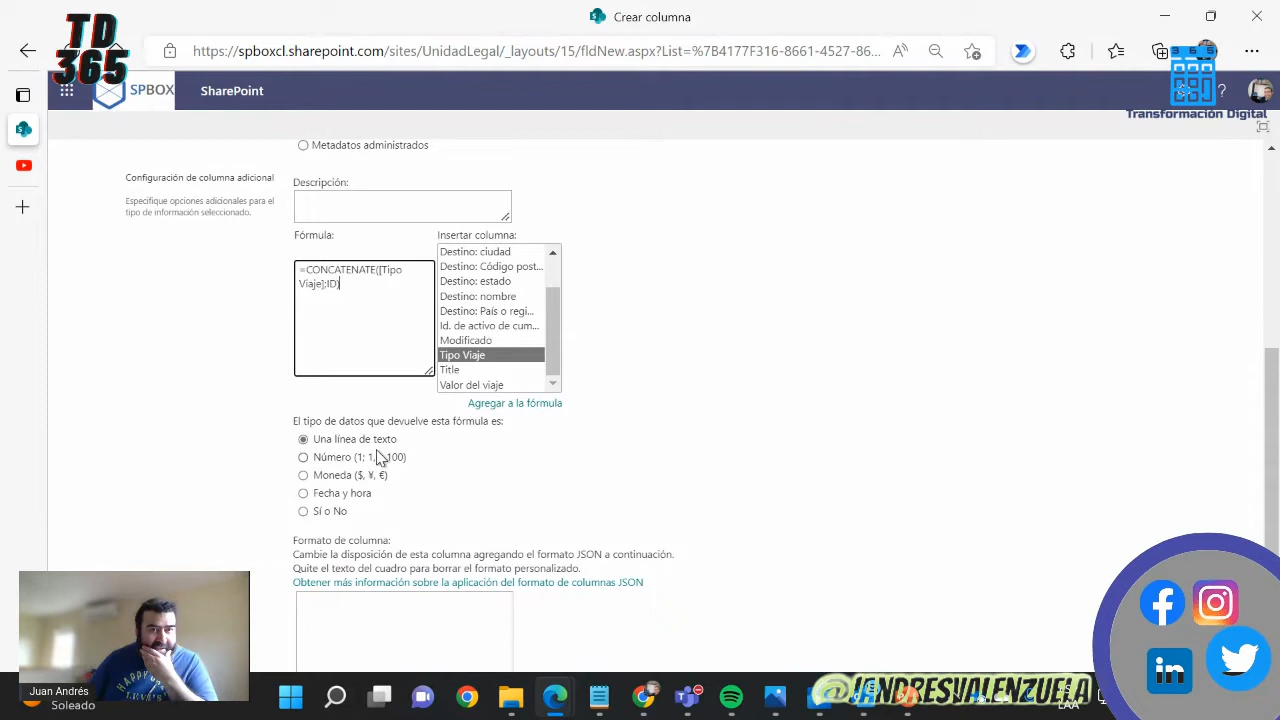 Crear columna
TD
365
https://spboxcl.sharepoint.com/sites/UnidadLegal/_layouts/15/fldNew.aspx?List=%7B4177F316-8661-4527-86...
SPBOX
SharePoint
365
Transformación Digital
Metadatos administrados
Configuración de columna adicional
Especifique opciones adicionales para el
tipo de información seleccionado.
Descripción:
Fórmula:
Insertar columna:
=CONCATENATE([Tipo
Viaje];ID)
Destino: ciudad
Destino: Código post...
Destino: estado
Destino: nombre
Destino: País o regi...
Id. de activo de cum...
Modificado
Tipo Viaje
Title
Valor del viaje
Agregar a la fórmula
El tipo de datos que devuelve esta fórmula es:
Una línea de texto
Número (1; 1, 100)
Moneda ($, ¥, €)
Fecha y hora
Sí o No
Formato de columna:
Cambie la disposición de esta columna agregando el formato JSON a continuación.
Quite el texto del cuadro para borrar el formato personalizado.
Obtener más información sobre la aplicación del formato de columnas JSON
Juan Andrés
Soleado
@JANDRESVALENZUELA
LAA